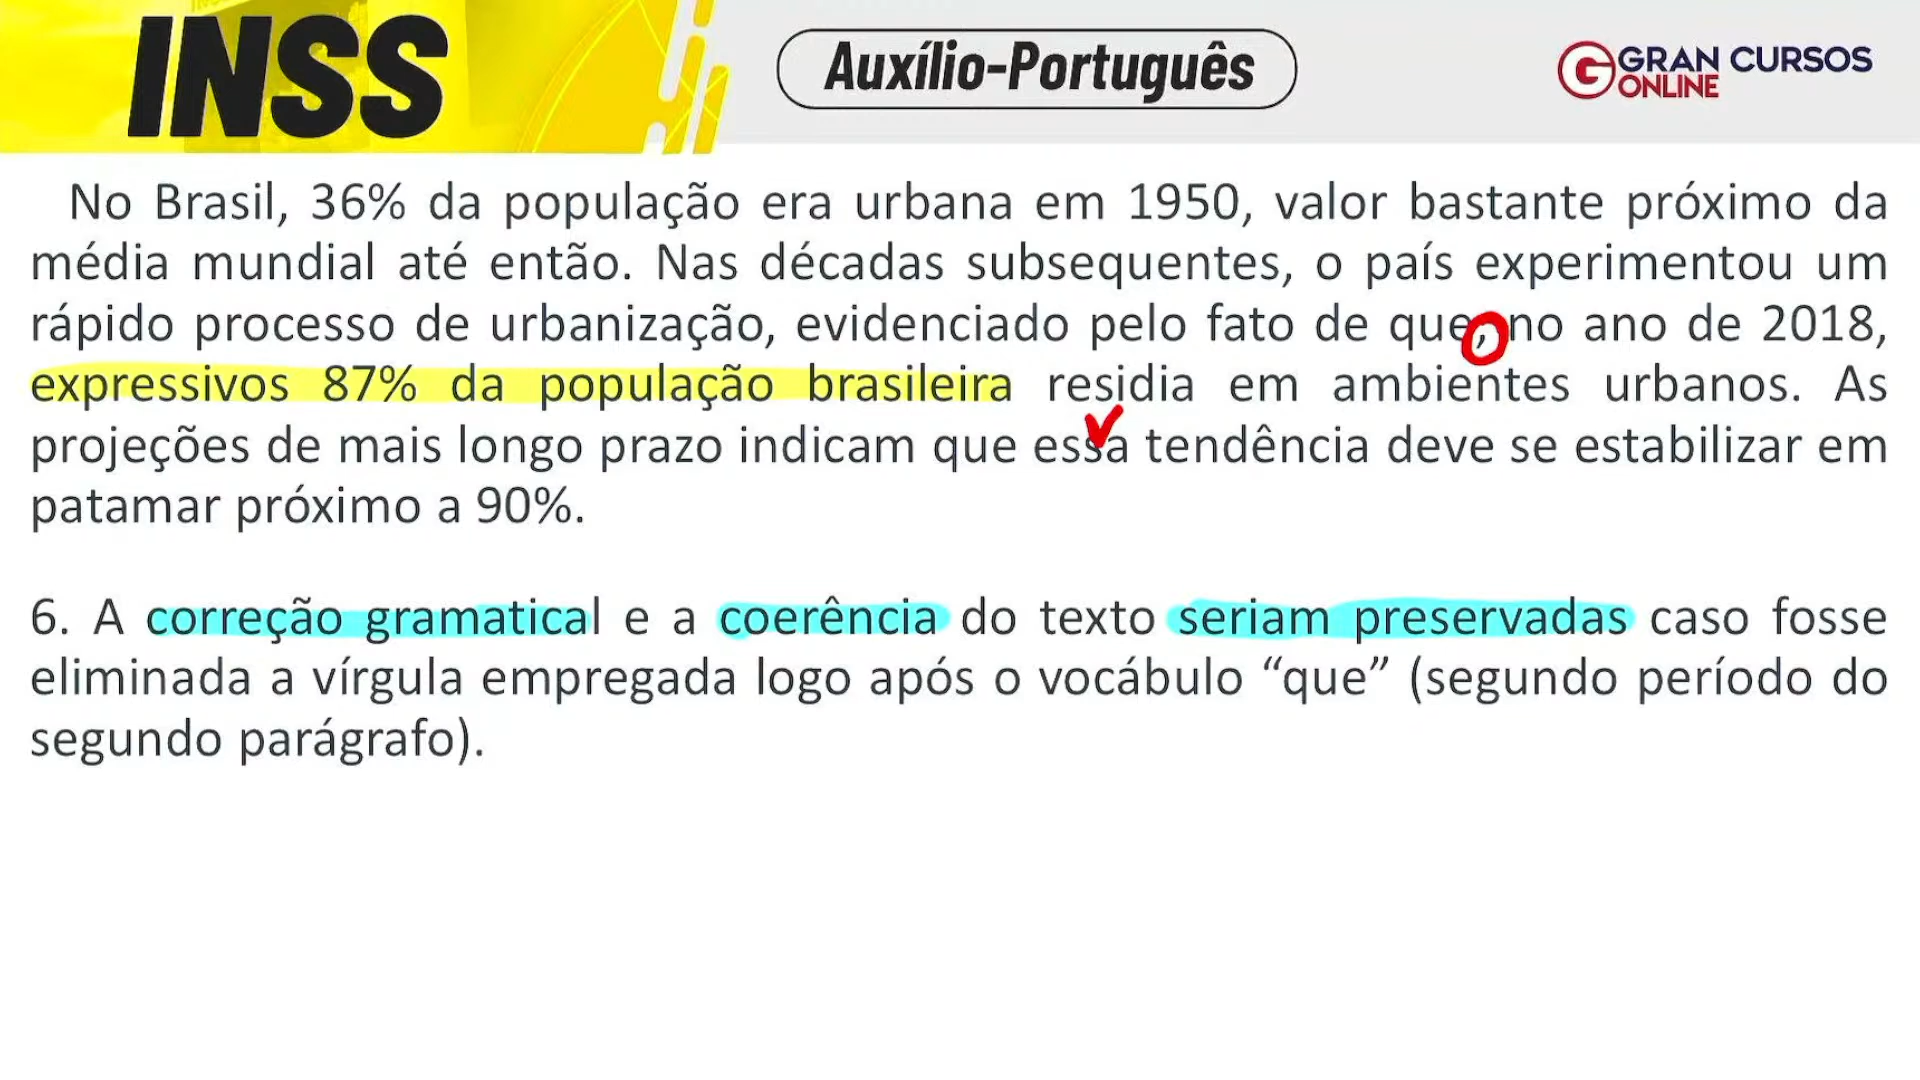 INSS
Auxílio-Português
GRAN CURSOS
ONLINE
No Brasil, 36% da população era urbana em 1950, valor bastante próximo da
média mundial até então. Nas décadas subsequentes, o país experimentou um
rápido processo de urbanização, evidenciado pelo fato de que, no ano de 2018,
expressivos 87% da população brasileira residia em ambientes urbanos. As
projeções de mais longo prazo indicam que essa tendência deve se estabilizar em
patamar próximo a 90%.
6. A correção gramatical e a coerência do texto seriam preservadas caso fosse
eliminada a vírgula empregada logo após o vocábulo “que” (segundo período do
segundo parágrafo).